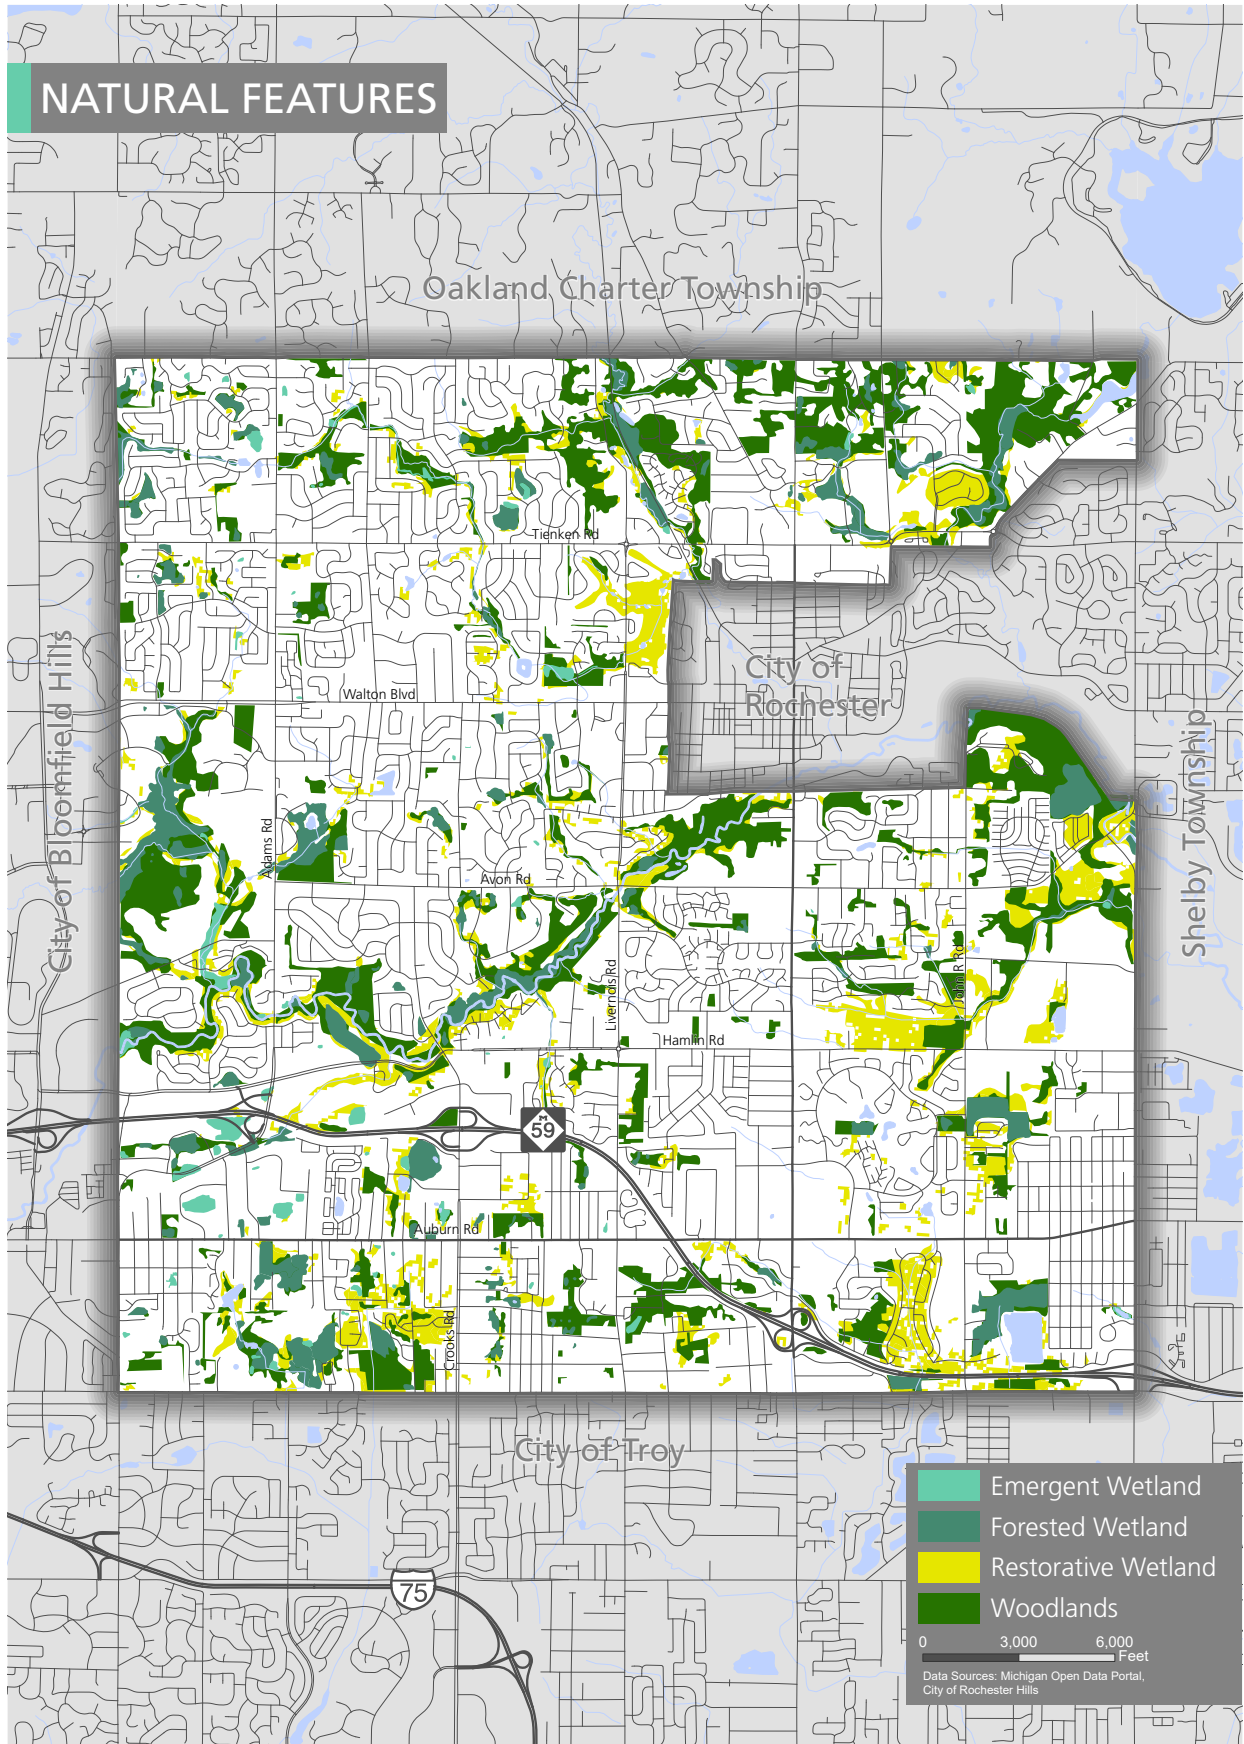 NATURAL FEATURES
Oakland Charter Township
Tienken Rd
City of
Rochester
City of Bloomfield Hills
Walton Blvd
Shelby Township
Adams Rd
Avon Rd
Livernois Rd
John R Rd
Hamlin Rd
M
59
Auburn Rd
Crooks Rd
City of Troy
75
Emergent Wetland
Forested Wetland
Restorative Wetland
Woodlands
0 3,000 6,000
Feet
Data Sources: Michigan Open Data Portal,
City of Rochester Hills